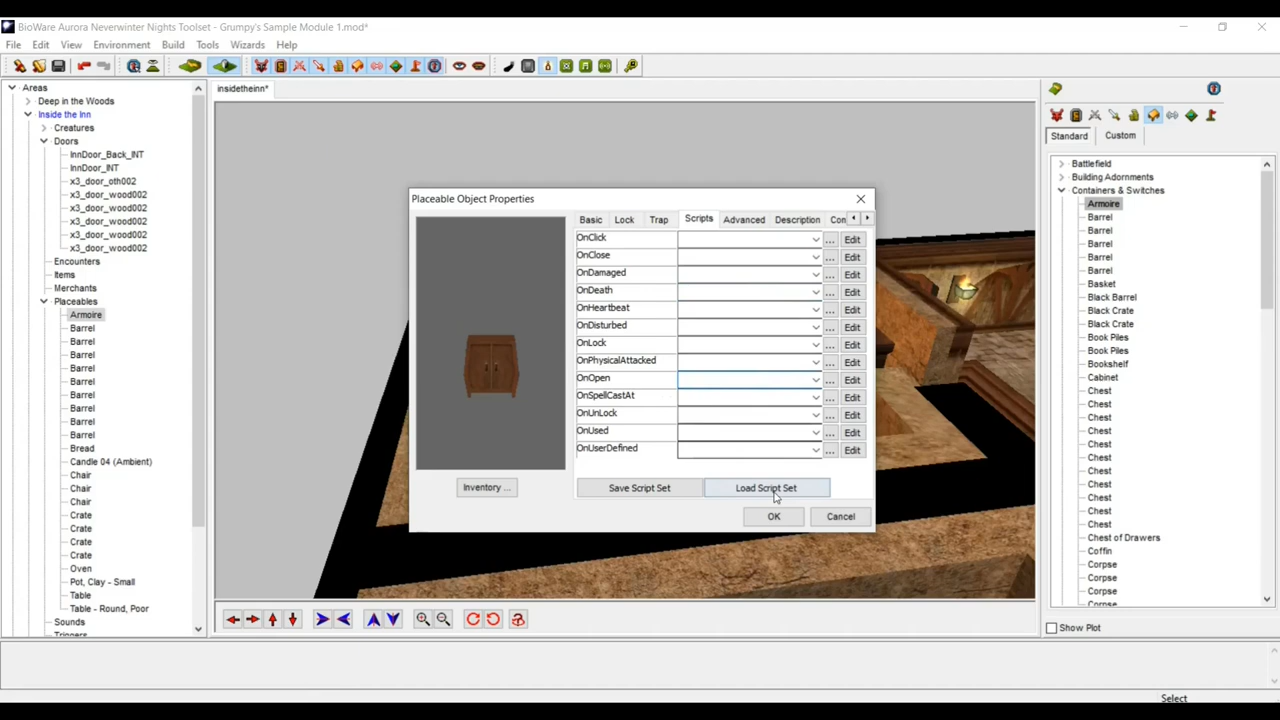 BioWare Aurora Neverwinter Nights Toolset - Grumpy's Sample Module 1.mod*
File Edit View Environment Build Tools Wizards Help
Areas
Deep in the Woods
Inside the Inn
Creatures
Doors
InnDoor_Back_INT
InnDoor_INT
x3_door_oth002
x3_door_wood002
x3_door_wood002
x3_door_wood002
x3_door_wood002
x3_door_wood002
Encounters
Items
Merchants
Placeables
Armoire
Barrel
Barrel
Barrel
Barrel
Barrel
Barrel
Barrel
Barrel
Barrel
Bread
Candle 04 (Ambient)
Chair
Chair
Chair
Crate
Crate
Crate
Crate
Oven
Pot, Clay - Small
Table
Table - Round, Poor
Sounds
Triggers
insidetheinn*
Placeable Object Properties
Basic Lock Trap Scripts Advanced Description Con
OnClick ... Edit
OnClose ... Edit
OnDamaged ... Edit
OnDeath ... Edit
OnHeartbeat ... Edit
OnDisturbed ... Edit
OnLock ... Edit
OnPhysicalAttacked ... Edit
OnOpen ... Edit
OnSpellCastAt ... Edit
OnUnLock ... Edit
OnUsed ... Edit
OnUserDefined ... Edit
Inventory ...
Save Script Set Load Script Set
OK Cancel
Standard Custom
Battlefield
Building Adornments
Containers & Switches
Armoire
Barrel
Barrel
Barrel
Barrel
Barrel
Basket
Black Barrel
Black Crate
Black Crate
Book Piles
Book Piles
Bookshelf
Cabinet
Chest
Chest
Chest
Chest
Chest
Chest
Chest
Chest
Chest
Chest
Chest
Chest of Drawers
Coffin
Corpse
Corpse
Corpse
Corpse
Show Plot
Select